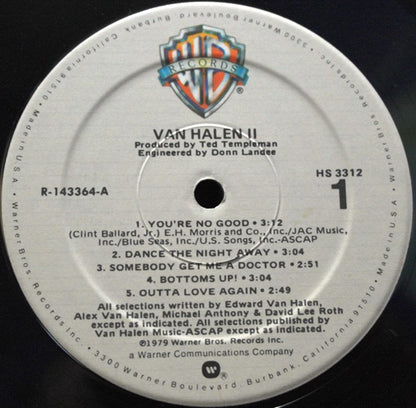 RECORDS
VAN HALEN II
Produced by Ted Templeman
Engineered by Donn Landee
R-143364-A
HS 3312
1
1. YOU'RE NO GOOD • 3:12
(Clint Ballard, Jr.) E.H. Morris and Co., Inc./JAC Music,
Inc./Blue Seas, Inc./U.S. Songs, Inc.-ASCAP
2. DANCE THE NIGHT AWAY • 3:04
3. SOMEBODY GET ME A DOCTOR • 2:51
4. BOTTOMS UP! • 3:04
5. OUTTA LOVE AGAIN • 2:49
All selections written by Edward Van Halen,
Alex Van Halen, Michael Anthony & David Lee Roth
except as indicated. All selections published by
Van Halen Music-ASCAP except as indicated.
℗1979 Warner Bros. Records Inc.
a Warner Communications Company
Warner Bros. Records Inc. • 3300 Warner Boulevard, Burbank, California 91510 • Made in U.S.A. •